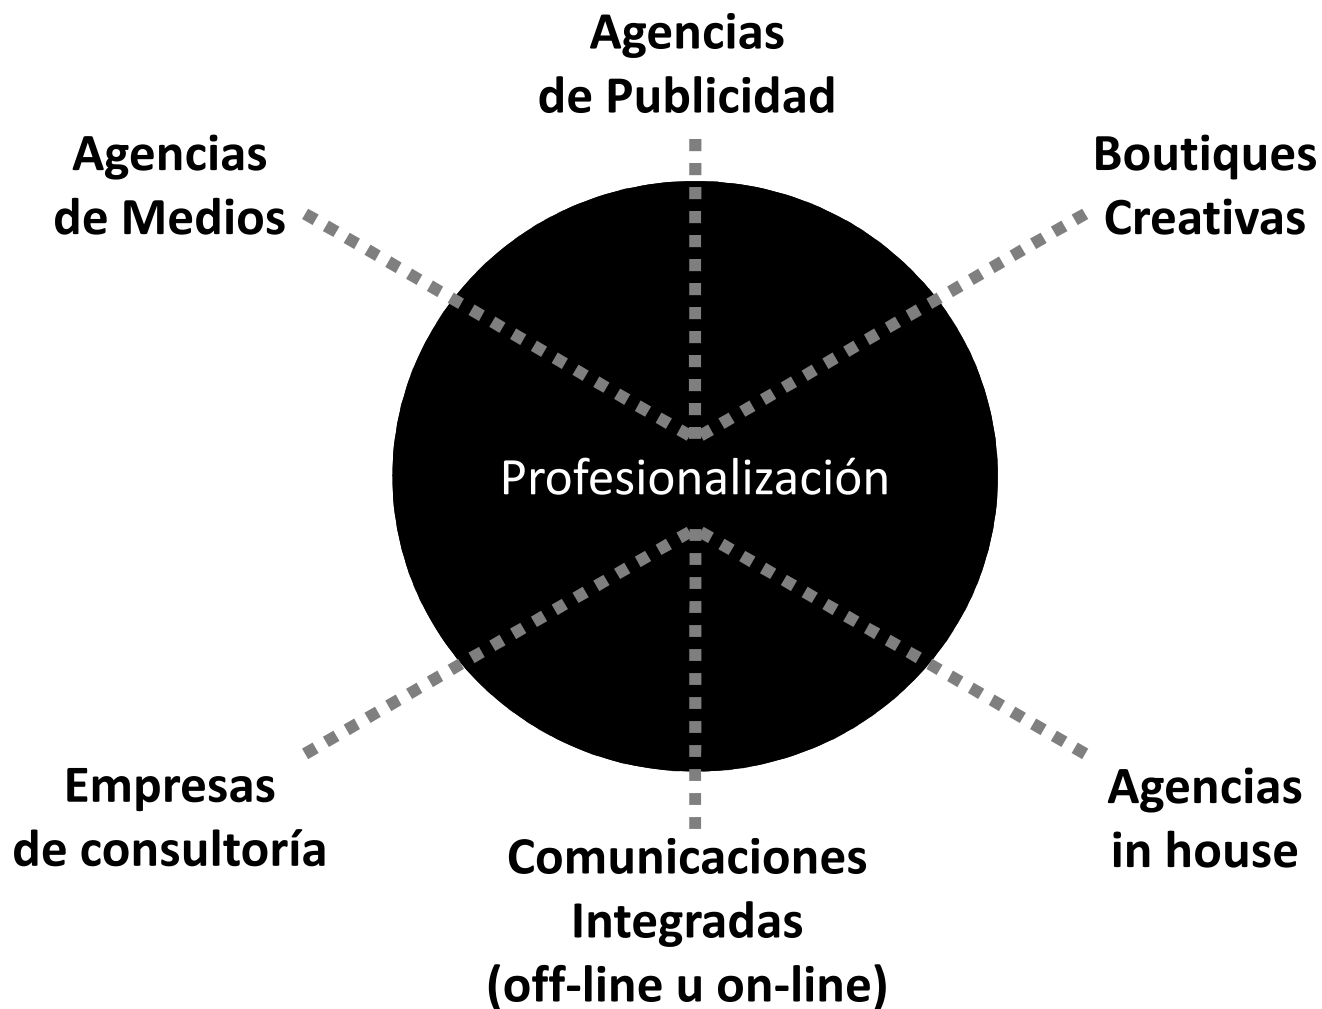 Agencias
de Publicidad
Agencias
de Medios
Boutiques
Creativas
Profesionalización
Empresas
de consultoría
Comunicaciones
Integradas
(off-line u on-line)
Agencias
in house